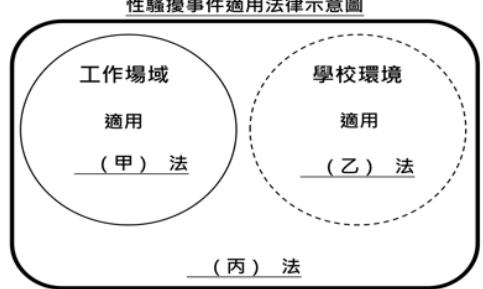 性騷擾事件適用法律示意圖
工作場域
適用
（甲） 法
學校環境
適用
（乙） 法
（丙） 法